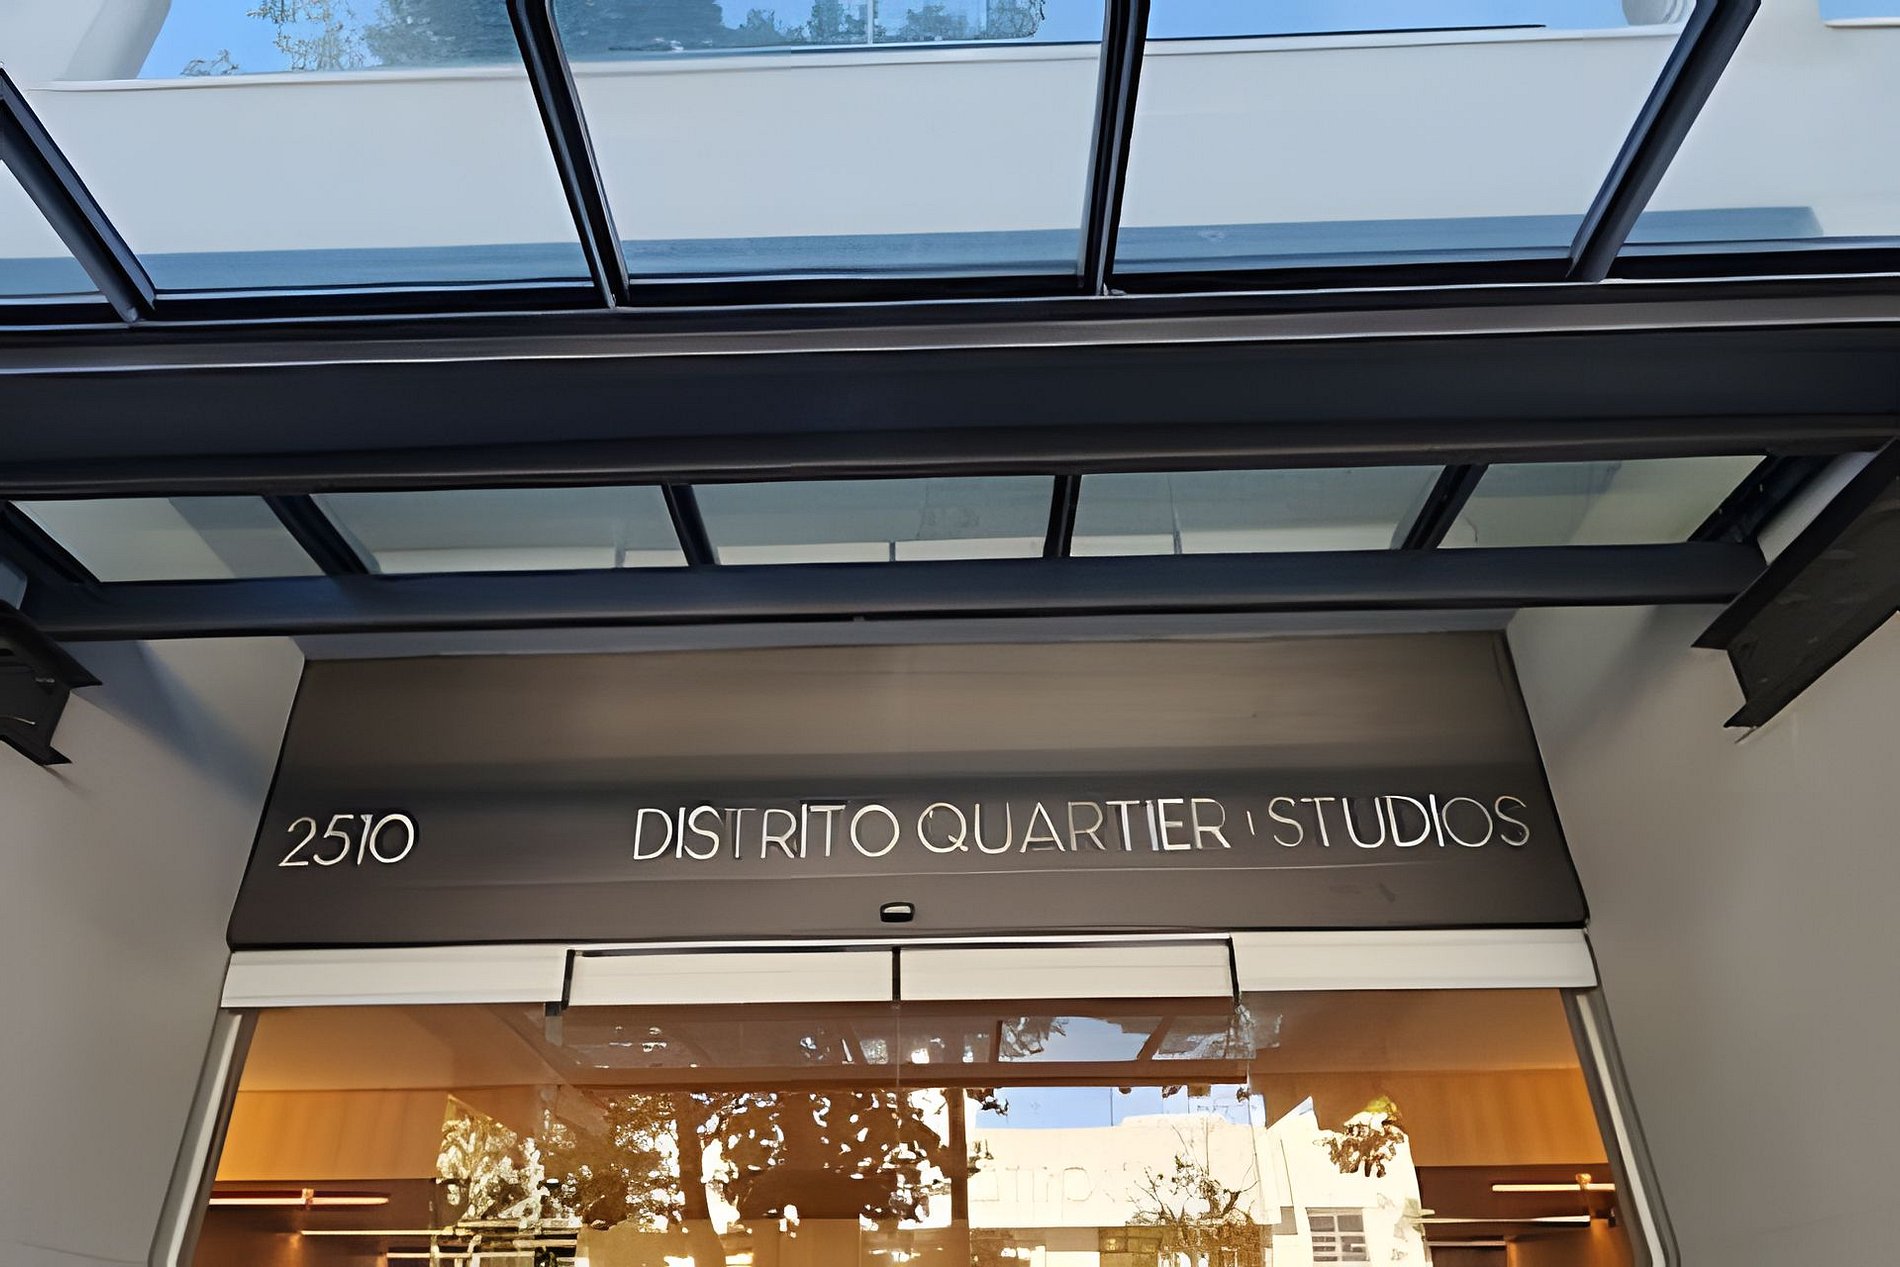 2510 DISTRITO QUARTIER | STUDIOS